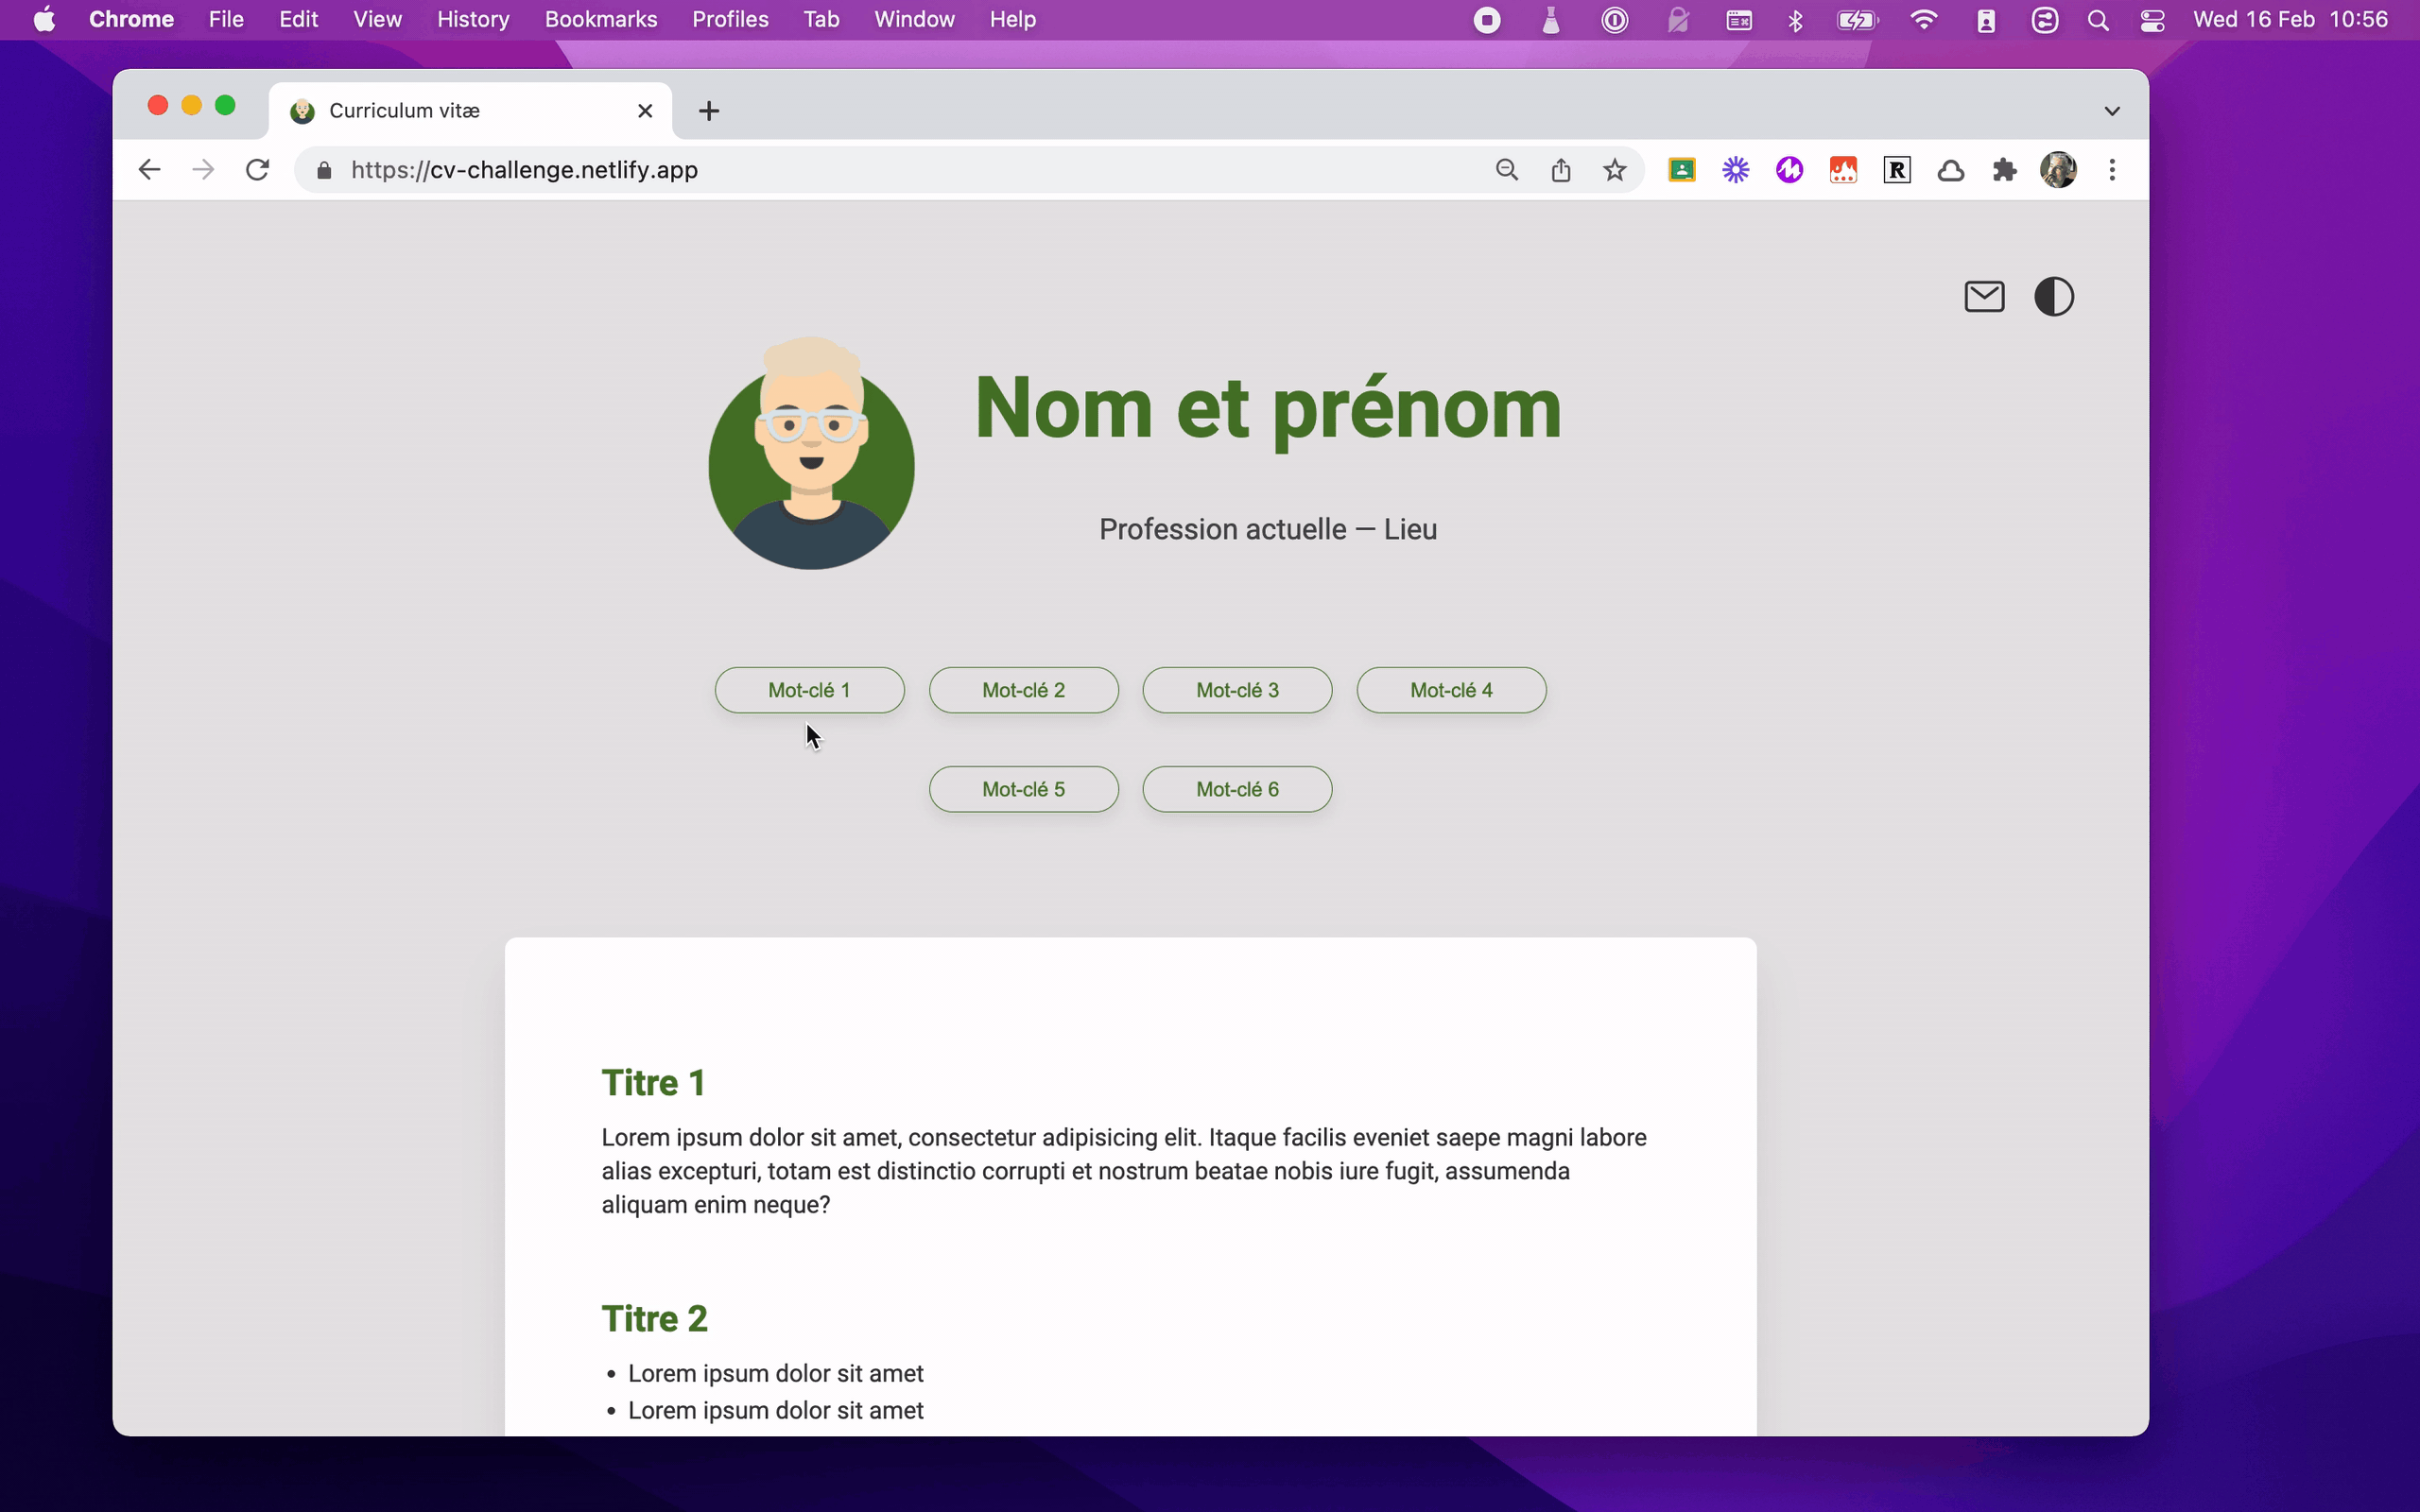 Chrome File Edit View History Bookmarks Profiles Tab Window Help Wed 16 Feb 10:56
Curriculum vitæ
https://cv-challenge.netlify.app
R
Nom et prénom
Profession actuelle — Lieu
Mot-clé 1 Mot-clé 2 Mot-clé 3 Mot-clé 4
Mot-clé 5 Mot-clé 6
Titre 1
Lorem ipsum dolor sit amet, consectetur adipisicing elit. Itaque facilis eveniet saepe magni labore
alias excepturi, totam est distinctio corrupti et nostrum beatae nobis iure fugit, assumenda
aliquam enim neque?
Titre 2
• Lorem ipsum dolor sit amet
• Lorem ipsum dolor sit amet